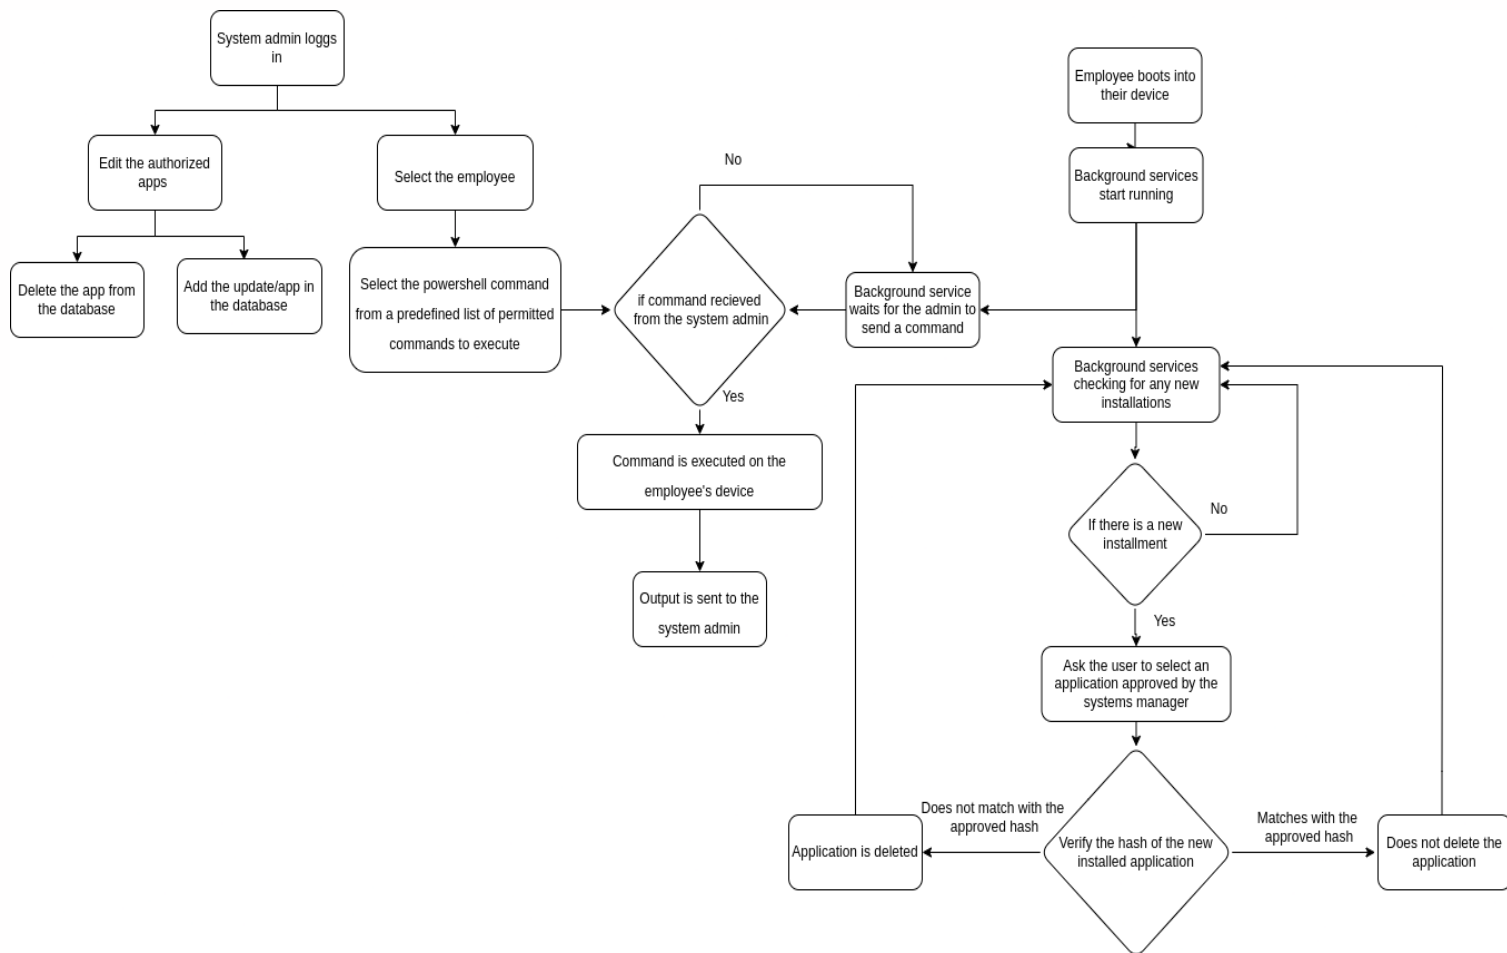 System admin loggs
in
Employee boots into
their device
Edit the authorized
apps
Select the employee
No
Background services
start running
Delete the app from
the database
Add the update/app in
the database
Select the powershell command
from a predefined list of permitted
commands to execute
if command recieved
from the system admin
Background service
waits for the admin to
send a command
Yes
Background services
checking for any new
installations
Command is executed on the
employee's device
If there is a new
installment
No
Output is sent to the
system admin
Yes
Ask the user to select an
application approved by the
systems manager
Does not match with the
approved hash
Matches with the
approved hash
Application is deleted
Verify the hash of the new
installed application
Does not delete the
application